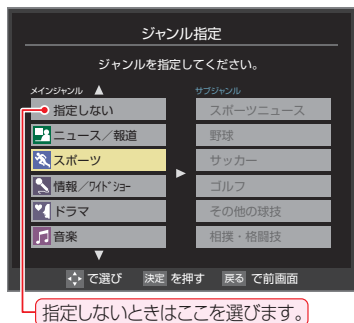 ジャンル指定
ジャンルを指定してください。
メインジャンル ▲
サブジャンル
指定しない
スポーツニュース
ニュース／報道
野球
スポーツ
サッカー
情報／ワイドショー
ゴルフ
ドラマ
その他の球技
音楽
相撲・格闘技
▼
で選び 決定 を押す 戻る で前画面
指定しないときはここを選びます。